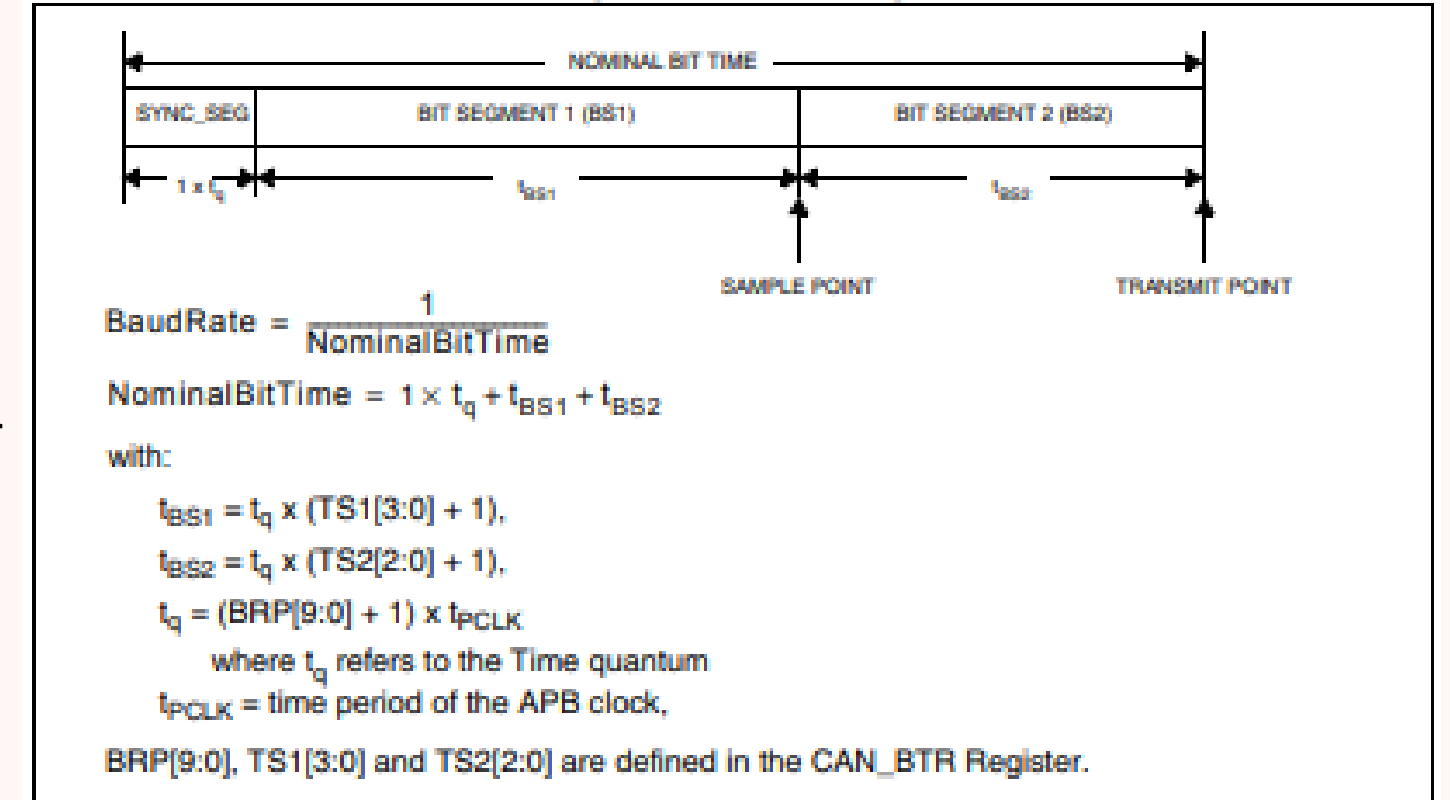 NOMINAL BIT TIME
SYNC_SEG BIT SEGMENT 1 (BS1) BIT SEGMENT 2 (BS2)
1 x tq tBS1 tBS2
SAMPLE POINT TRANSMIT POINT
BaudRate = 1 / NominalBitTime
NominalBitTime = 1 × tq + tBS1 + tBS2
with:
tBS1 = tq x (TS1[3:0] + 1),
tBS2 = tq x (TS2[2:0] + 1),
tq = (BRP[9:0] + 1) x tPCLK
where tq refers to the Time quantum
tPCLK = time period of the APB clock,
BRP[9:0], TS1[3:0] and TS2[2:0] are defined in the CAN_BTR Register.